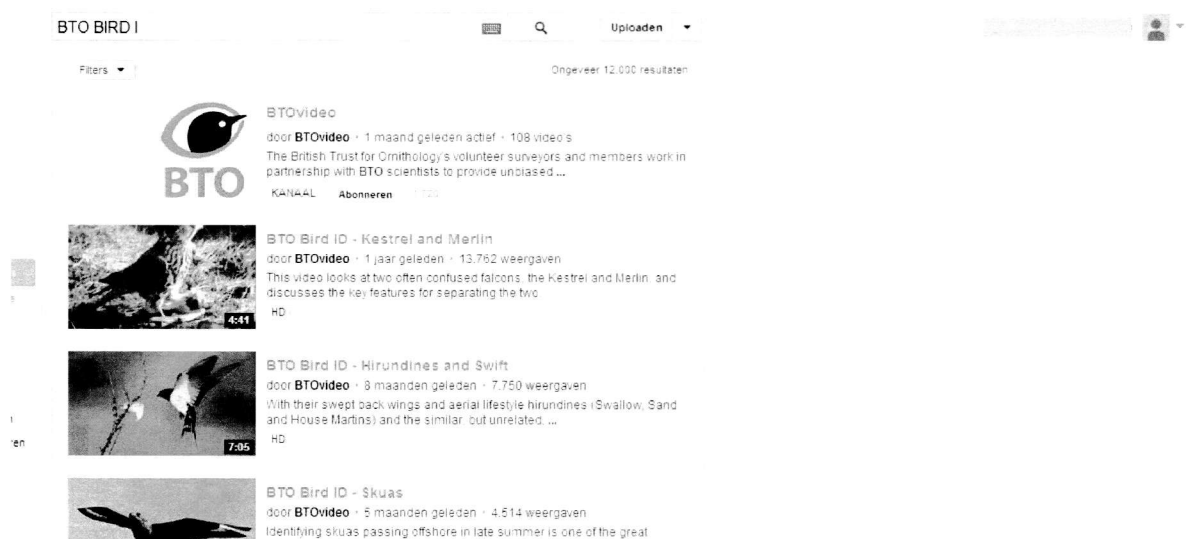 BTO BIRD I
Uploaden
Filters
Ongeveer 12.000 resultaten
BTO
BTOvideo
door BTOvideo · 1 maand geleden actief · 108 video's
The British Trust for Ornithology's volunteer surveyors and members work in
partnership with BTO scientists to provide unbiased ...
KANAAL Abonneren
4:41
BTO Bird ID - Kestrel and Merlin
door BTOvideo · 1 jaar geleden · 13.762 weergaven
This video looks at two often confused falcons, the Kestrel and Merlin, and
discusses the key features for separating the two
HD
7:05
BTO Bird ID - Hirundines and Swift
door BTOvideo · 8 maanden geleden · 7.750 weergaven
With their swept back wings and aerial lifestyle hirundines (Swallow, Sand
and House Martins) and the similar, but unrelated, ...
HD
ren
BTO Bird ID - Skuas
door BTOvideo · 5 maanden geleden · 4.514 weergaven
Identifying skuas passing offshore in late summer is one of the great